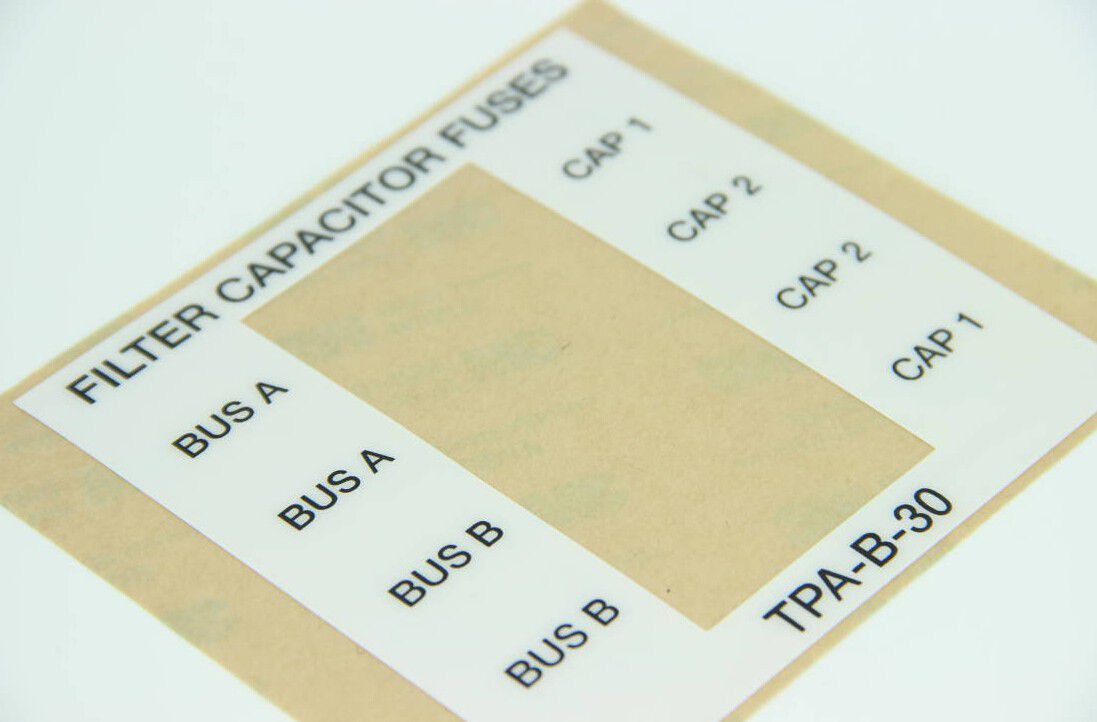 FILTER CAPACITOR FUSES
BUS A CAP 1
BUS A CAP 2
BUS B CAP 2
BUS B CAP 1
TPA-B-30